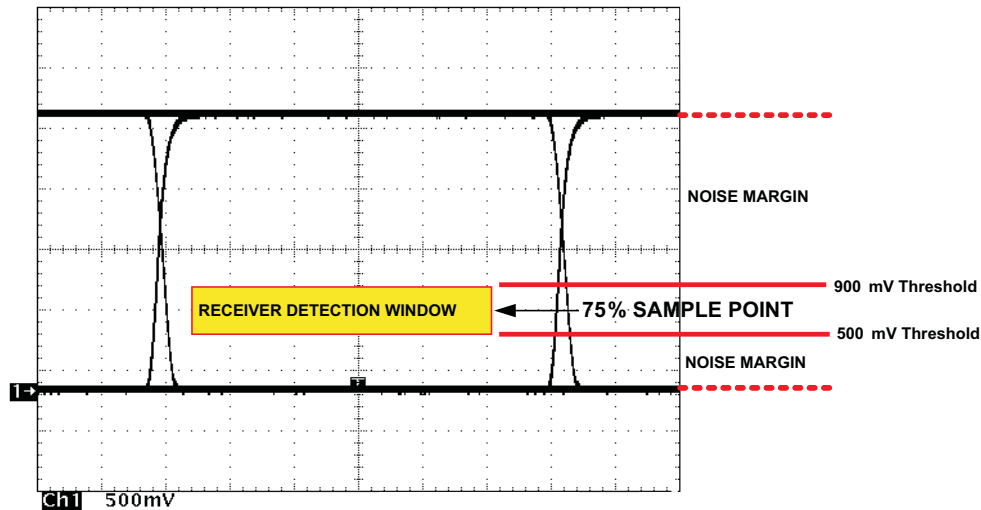 NOISE MARGIN
900 mV Threshold
RECEIVER DETECTION WINDOW
75% SAMPLE POINT
500 mV Threshold
NOISE MARGIN
T
1
Ch1 500mV